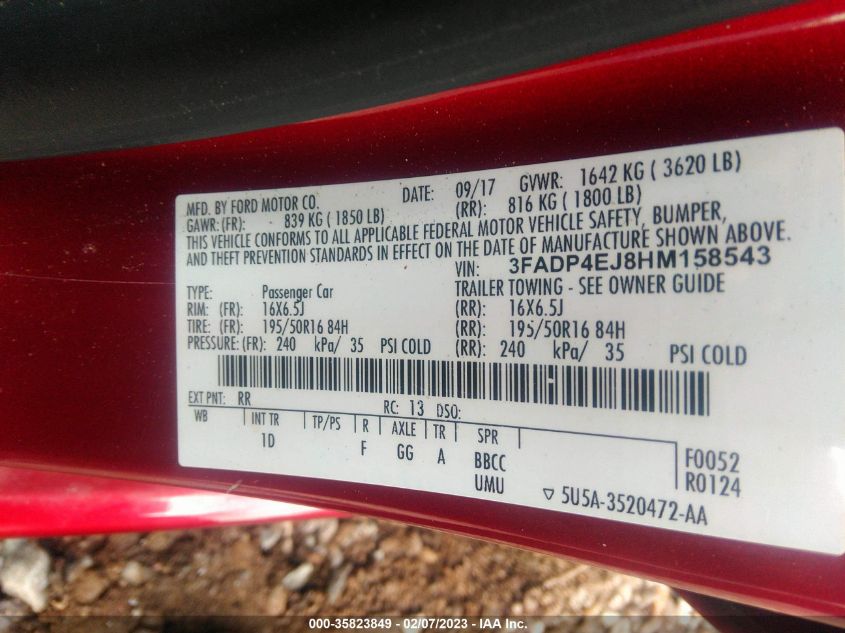 MFD. BY FORD MOTOR CO. DATE: 09/17 GVWR: 1642 KG ( 3620 LB)
GAWR: (FR): 839 KG ( 1850 LB) (RR): 816 KG ( 1800 LB)
THIS VEHICLE CONFORMS TO ALL APPLICABLE FEDERAL MOTOR VEHICLE SAFETY, BUMPER,
AND THEFT PREVENTION STANDARDS IN EFFECT ON THE DATE OF MANUFACTURE SHOWN ABOVE.
VIN: 3FADP4EJ8HM158543
TYPE: Passenger Car TRAILER TOWING - SEE OWNER GUIDE
RIM: (FR): 16X6.5J (RR): 16X6.5J
TIRE: (FR): 195/50R16 84H (RR): 195/50R16 84H
PRESSURE: (FR): 240 kPa/ 35 PSI COLD (RR): 240 kPa/ 35 PSI COLD
EXT PNT: RR RC: 13 DSO:
WB INT TR TP/PS R AXLE TR SPR
1D F GG A BBCC F0052
UMU R0124
▽ 5U5A-3520472-AA
000-35823849 - 02/07/2023 - IAA Inc.